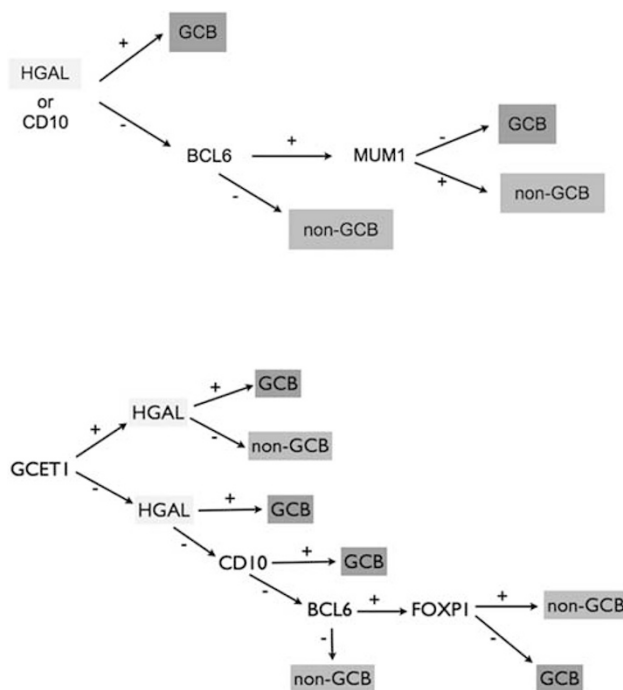 + GCB
HGAL
or
CD10
-
BCL6 + MUM1 - GCB
+ non-GCB
- non-GCB
+ GCB
HGAL
+ - non-GCB
GCET1
- HGAL + GCB
- CD10 + GCB
- BCL6 + FOXP1 + non-GCB
- -
non-GCB GCB